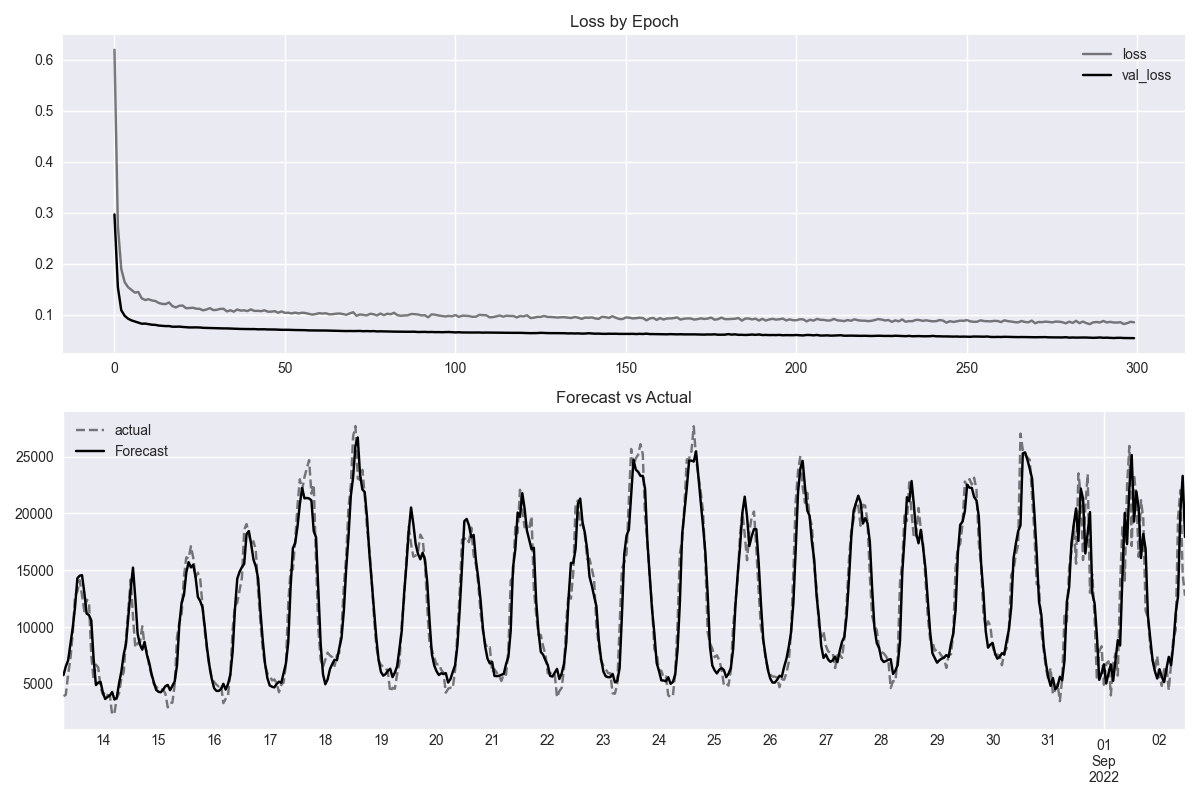 Loss by Epoch
0.6
0.5
0.4
0.3
0.2
0.1
loss
val_loss
0 50 100 150 200 250 300
Forecast vs Actual
25000
20000
15000
10000
5000
actual
Forecast
14 15 16 17 18 19 20 21 22 23 24 25 26 27 28 29 30 31 01 02
Sep
2022